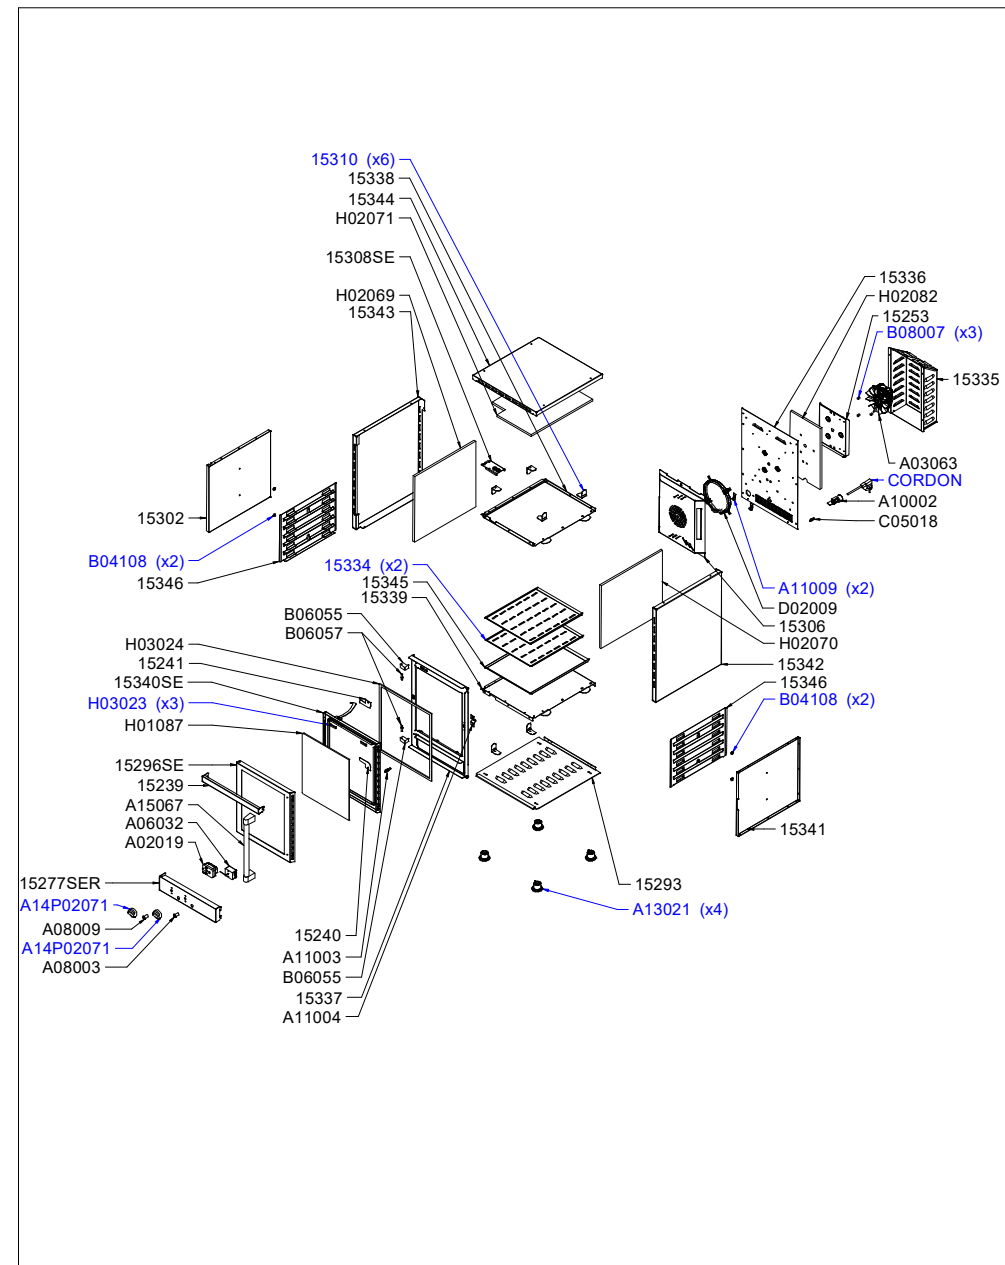 15310 (x6)
15338
15344
H02071
15308SE
H02069
15343
15336
H02082
15253
B08007 (x3)
15335
A03063
CORDON
A10002
C05018
15302
B04108 (x2)
15346
15334 (x2)
15345
15339
A11009 (x2)
D02009
15306
H02070
15342
15346
B04108 (x2)
B06055
B06057
H03024
15241
15340SE
H03023 (x3)
H01087
15296SE
15239
A15067
A06032
A02019
15277SER
A14P02071
A08009
A14P02071
A08003
15341
15293
A13021 (x4)
15240
A11003
B06055
15337
A11004